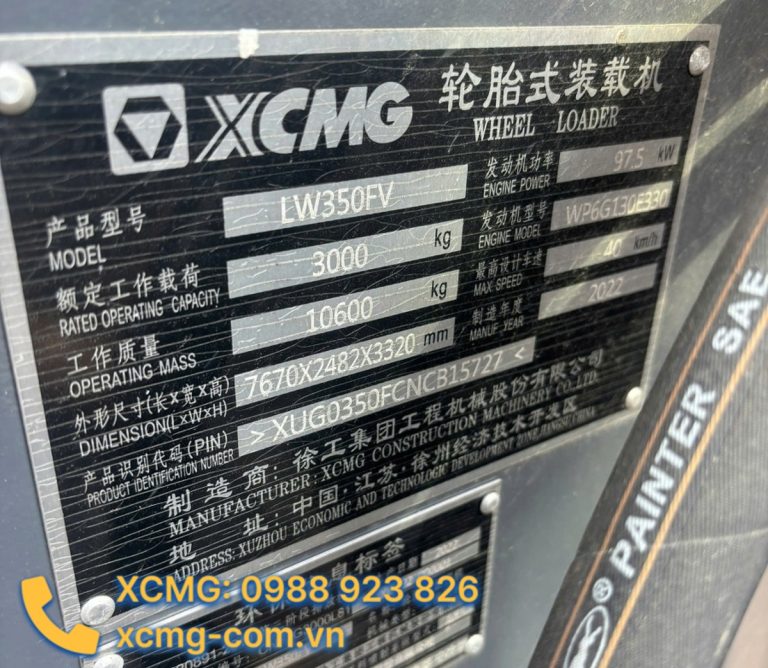 XCMG 轮胎式装载机
WHEEL LOADER
产品型号 LW350FV 发动机功率 97.5 kW
MODEL ENGINE POWER
额定工作载荷 3000 kg 发动机型号 WP6G130E330
RATED OPERATING CAPACITY ENGINE MODEL
工作质量 10600 kg 最高设计车速 40 km/h
OPERATING MASS MAX SPEED
外形尺寸(长x宽x高) 7670X2482X3320 mm 制造年度 2022
DIMENSION(LxWxH) MANUF YEAR
产品识别代码(PIN) >XUG0350FCNCB15727<
PRODUCT IDENTIFICATION NUMBER
制造商: 徐工集团工程机械股份有限公司
MANUFACTURER: XCMG CONSTRUCTION MACHINERY CO.,LTD.
地址: 中国,江苏,徐州经济技术开发区
ADDRESS: XUZHOU ECONOMIC AND TECHNOLOGIC DEVELOPMENT ZONE,JIANGSU,CHINA
息标签
2022
XCMG: 0988 923 826
xcmg-com.vn
® PAINTER SAE